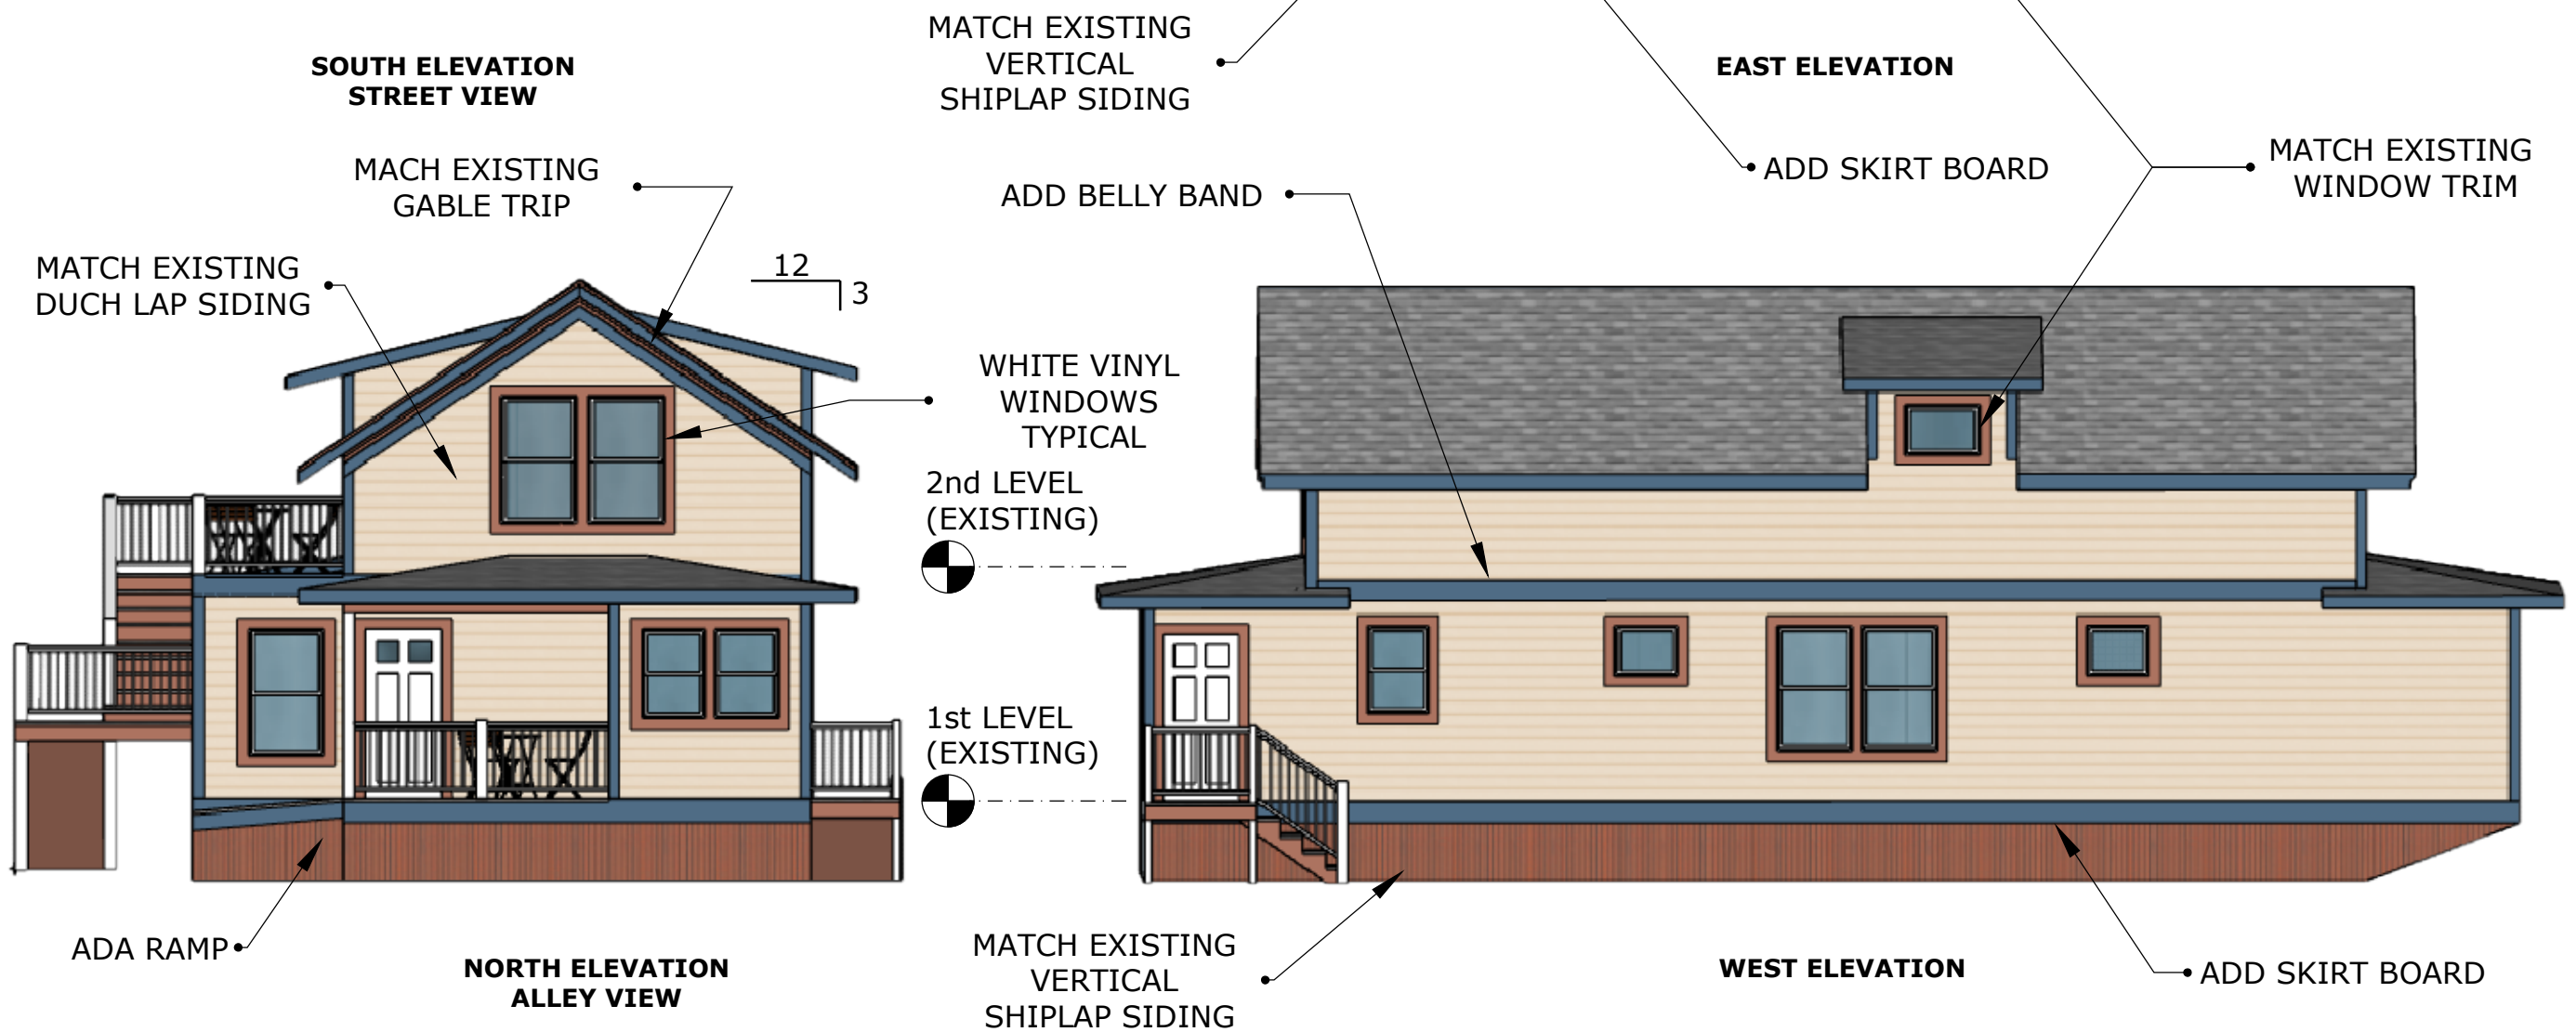 SOUTH ELEVATION
STREET VIEW
MATCH EXISTING
VERTICAL
SHIPLAP SIDING
EAST ELEVATION
MACH EXISTING
GABLE TRIP
ADD BELLY BAND
ADD SKIRT BOARD
MATCH EXISTING
WINDOW TRIM
MATCH EXISTING
DUCH LAP SIDING
12
3
WHITE VINYL
WINDOWS
TYPICAL
2nd LEVEL
(EXISTING)
1st LEVEL
(EXISTING)
ADA RAMP
NORTH ELEVATION
ALLEY VIEW
MATCH EXISTING
VERTICAL
SHIPLAP SIDING
WEST ELEVATION
ADD SKIRT BOARD